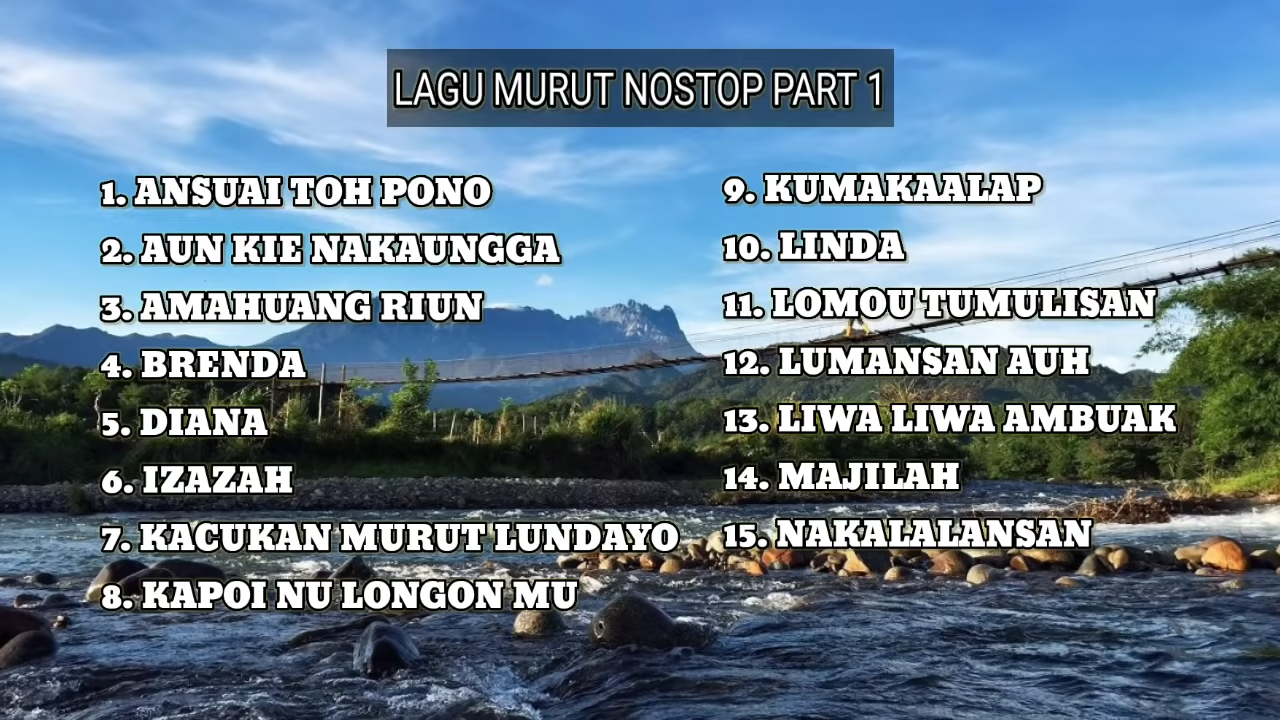 LAGU MURUT NOSTOP PART 1
1. ANSUAI TOH PONO
2. AUN KIE NAKAUNGGA
3. AMAHUANG RIUN
4. BRENDA
5. DIANA
6. IZAZAH
7. KACUKAN MURUT LUNDAYO
8. KAPOI NU LONGON MU
9. KUMAKAALAP
10. LINDA
11. LOMOU TUMULISAN
12. LUMANSAN AUH
13. LIWA LIWA AMBUAK
14. MAJILAH
15. NAKALALANSAN